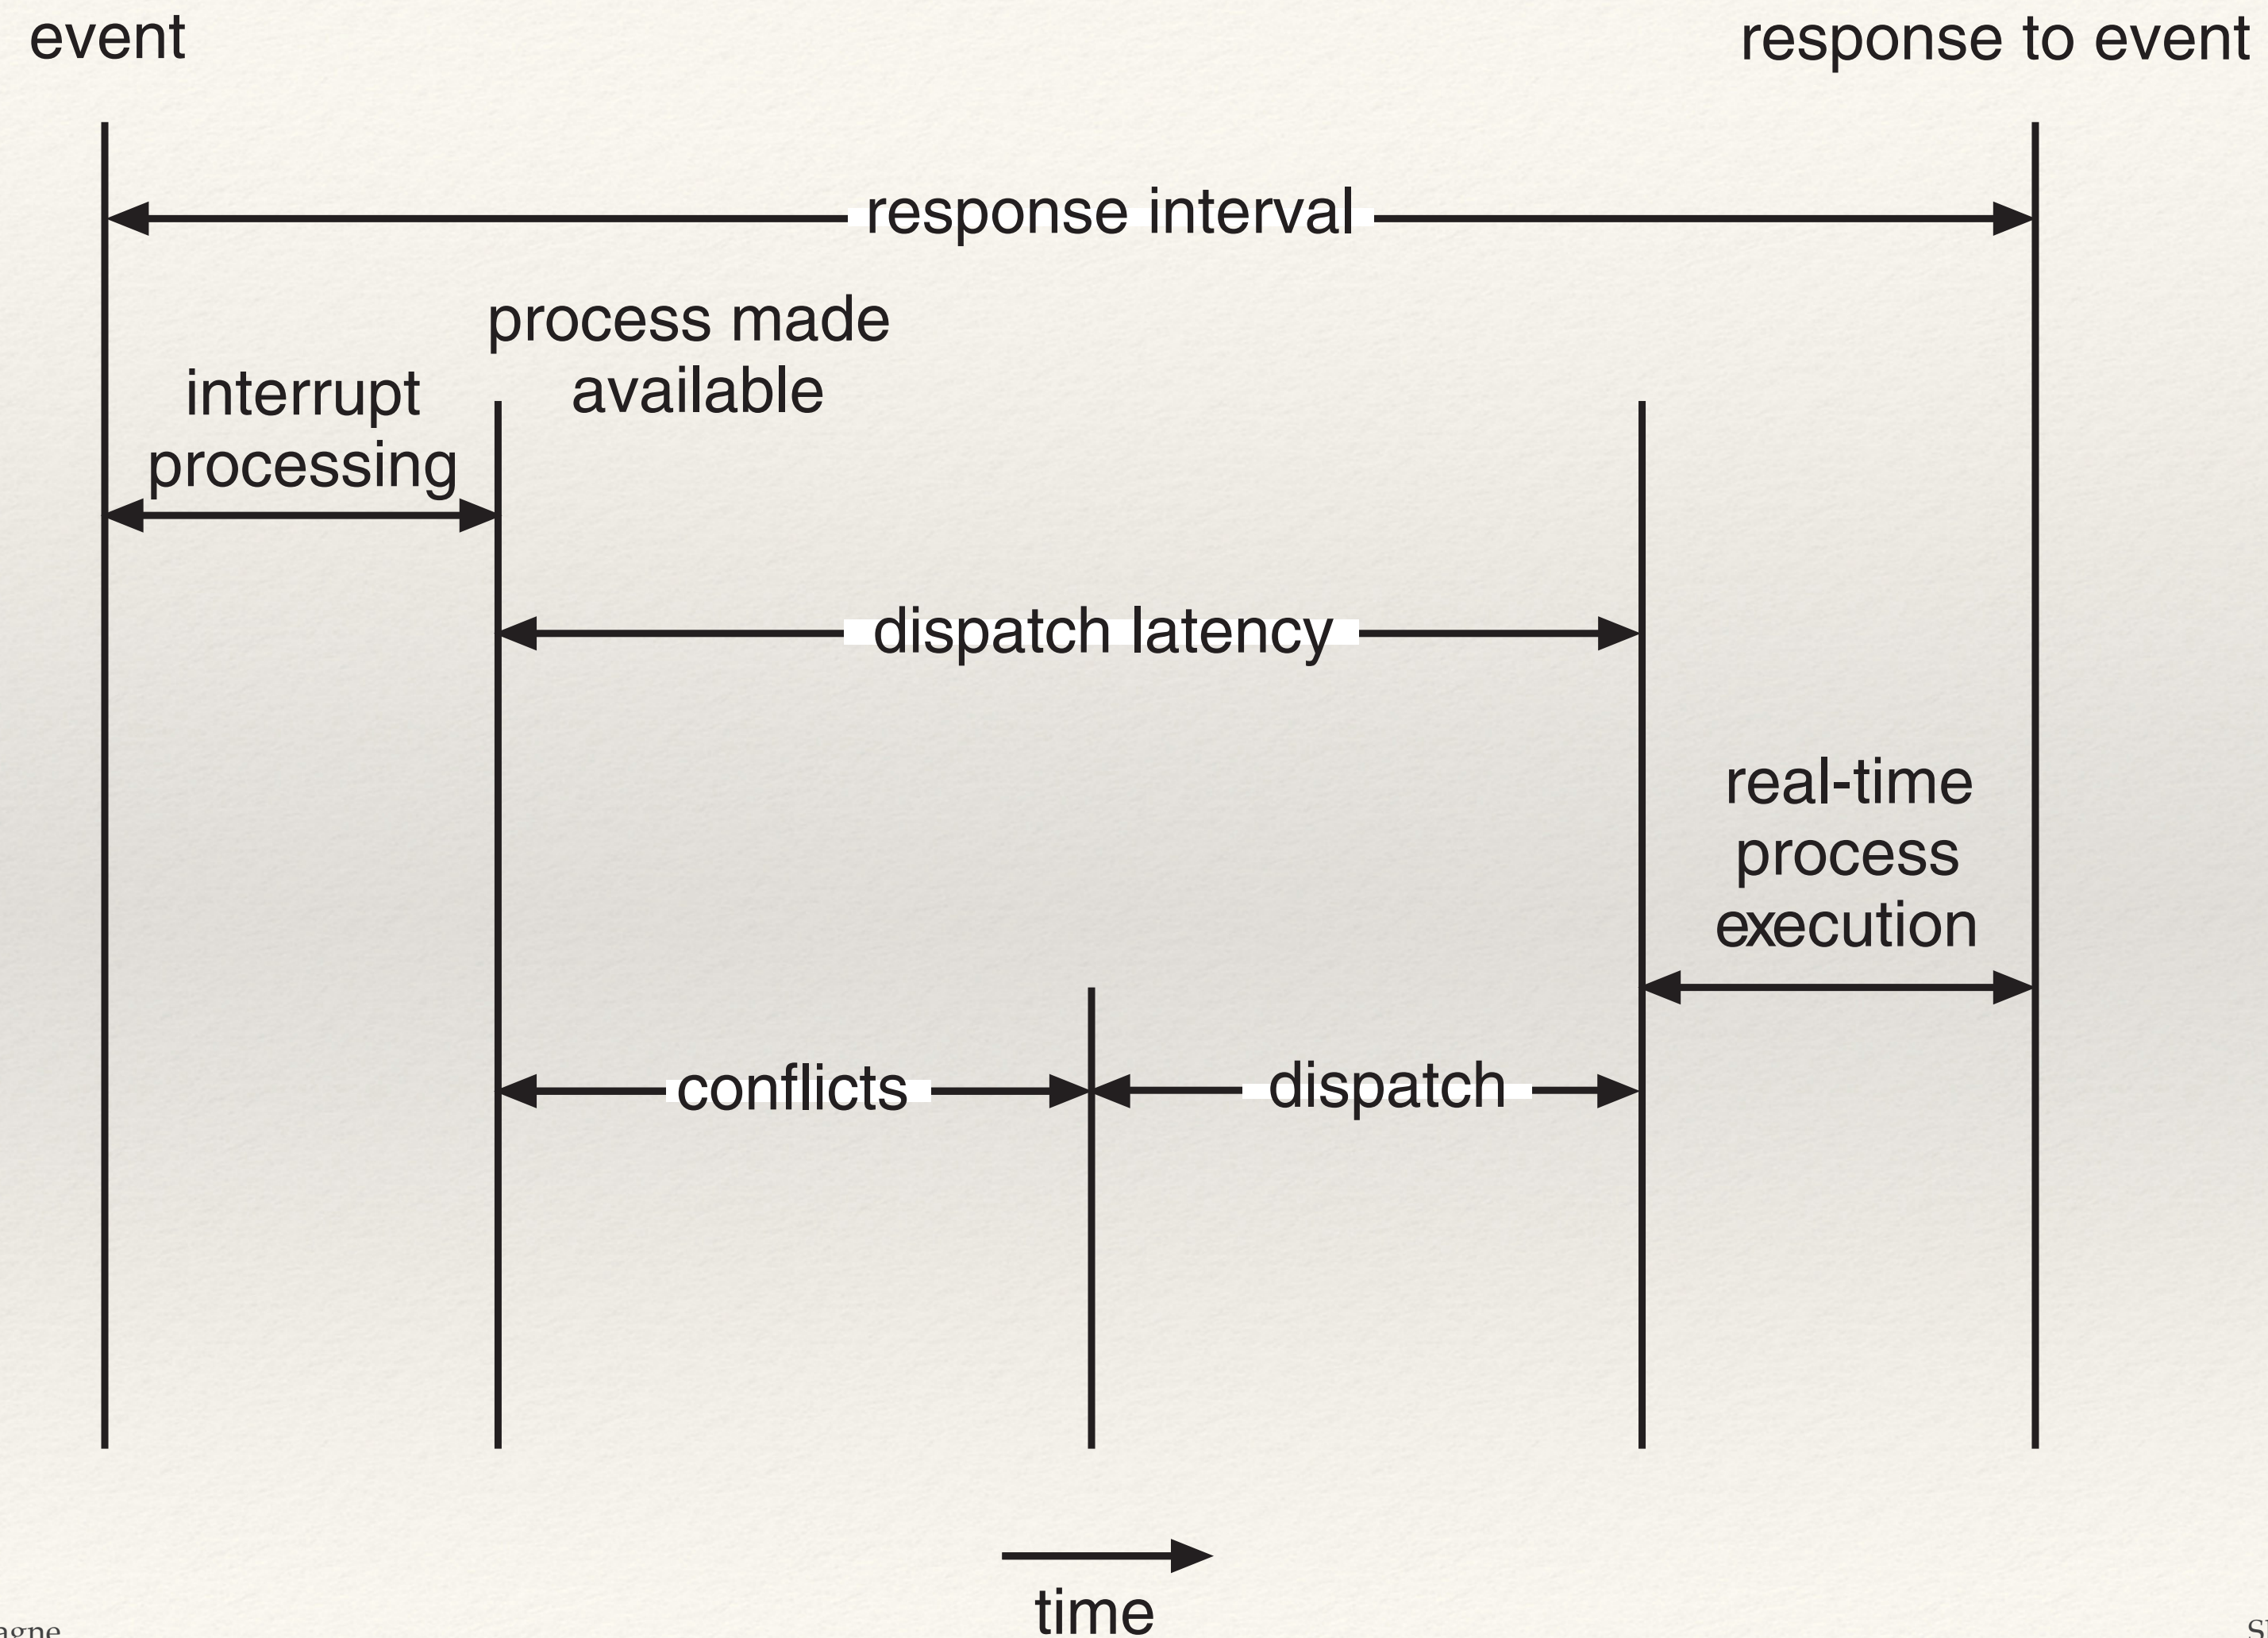 event
response to event
response interval
process made
available
interrupt
processing
dispatch latency
real-time
process
execution
conflicts
dispatch
time
agne